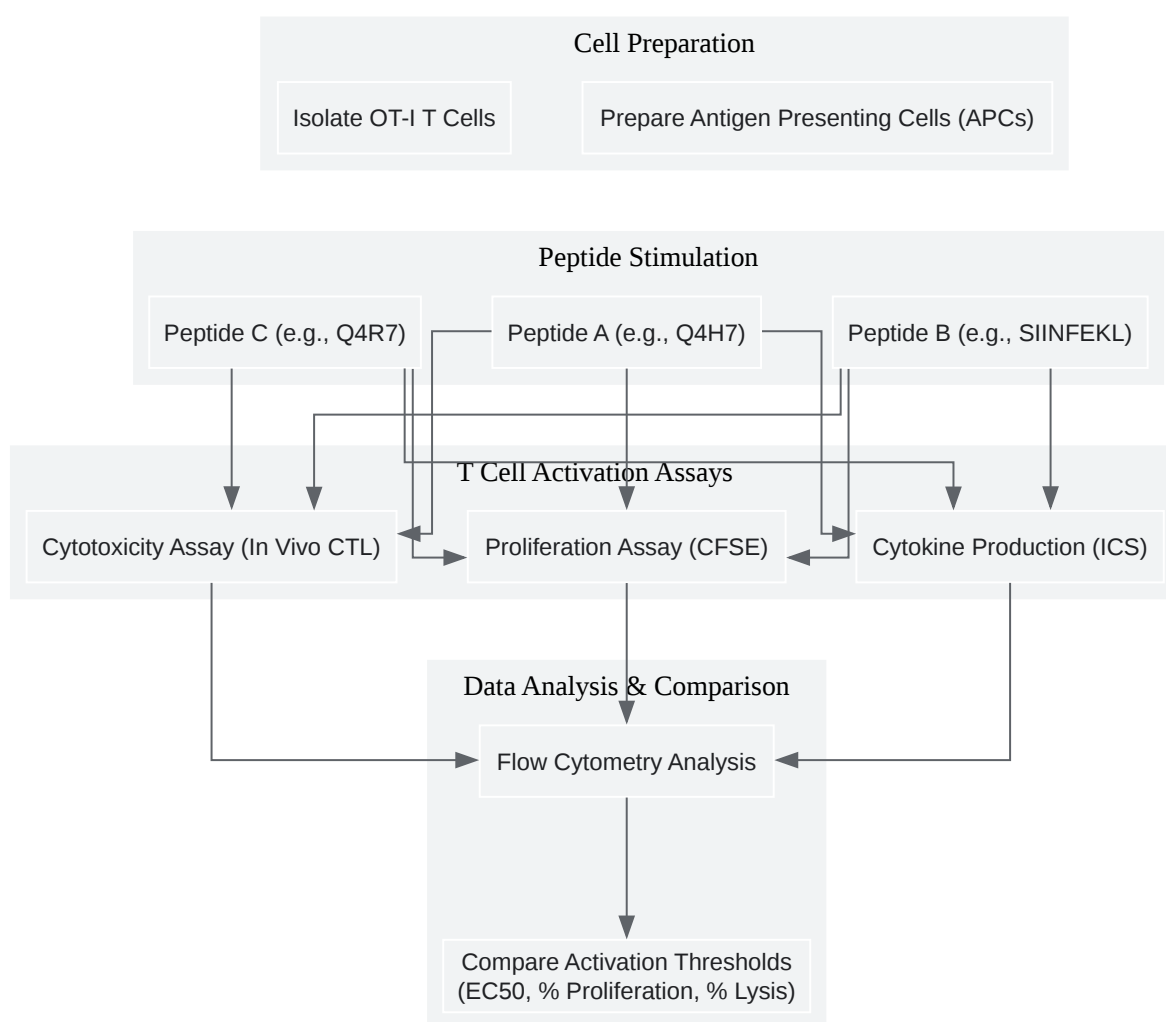 Cell Preparation
Isolate OT-I T Cells
Prepare Antigen Presenting Cells (APCs)
Peptide Stimulation
Peptide C (e.g., Q4R7)
Peptide A (e.g., Q4H7)
Peptide B (e.g., SIINFEKL)
T Cell Activation Assays
Cytotoxicity Assay (In Vivo CTL)
Proliferation Assay (CFSE)
Cytokine Production (ICS)
Data Analysis & Comparison
Flow Cytometry Analysis
Compare Activation Thresholds
(EC50, % Proliferation, % Lysis)